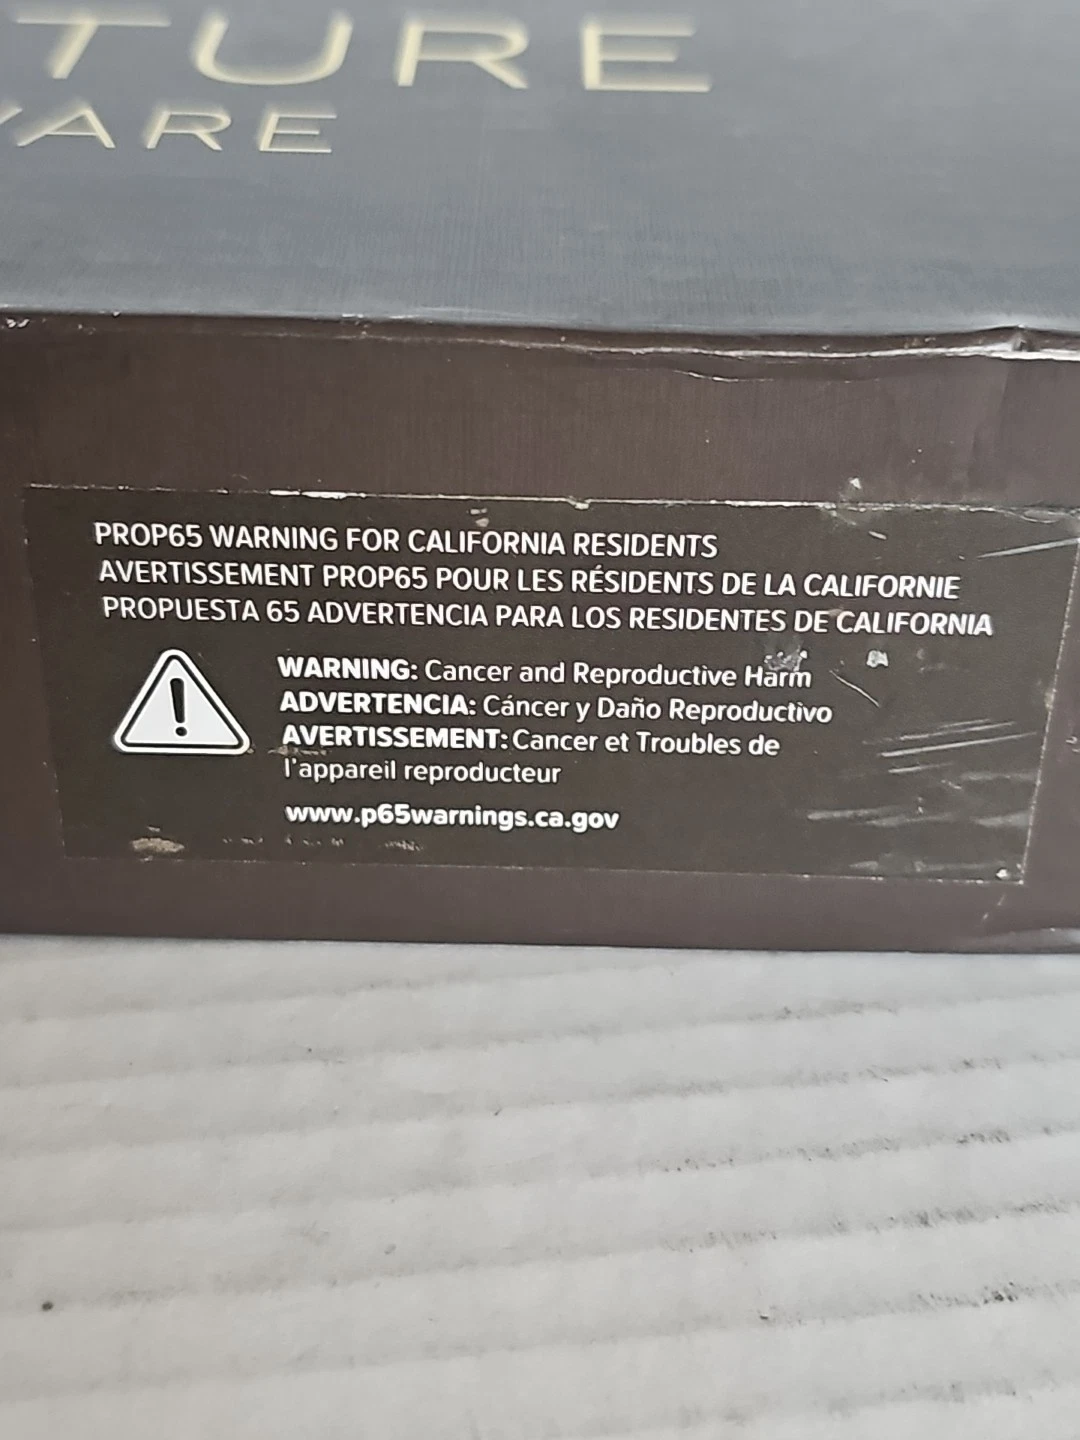 TURE
WARE
PROP65 WARNING FOR CALIFORNIA RESIDENTS
AVERTISSEMENT PROP65 POUR LES RÉSIDENTS DE LA CALIFORNIE
PROPUESTA 65 ADVERTENCIA PARA LOS RESIDENTES DE CALIFORNIA
WARNING: Cancer and Reproductive Harm
ADVERTENCIA: Cáncer y Daño Reproductivo
AVERTISSEMENT: Cancer et Troubles de
l'appareil reproducteur
www.p65warnings.ca.gov